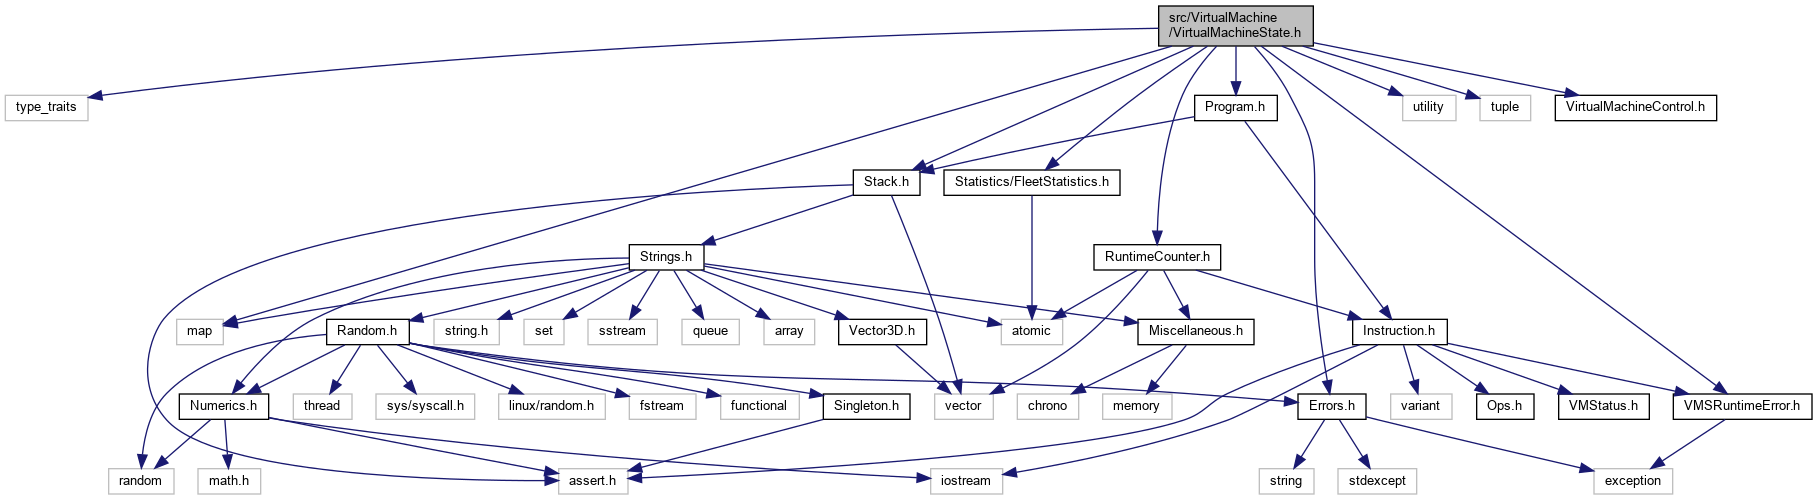 src/VirtualMachine
/VirtualMachineState.h
type_traits
Program.h
utility
tuple
VirtualMachineControl.h
Stack.h
Statistics/FleetStatistics.h
Strings.h
RuntimeCounter.h
map
Random.h
string.h
set
sstream
queue
array
Vector3D.h
atomic
Miscellaneous.h
Instruction.h
Numerics.h
thread
sys/syscall.h
linux/random.h
fstream
functional
Singleton.h
vector
chrono
memory
Errors.h
variant
Ops.h
VMStatus.h
VMSRuntimeError.h
random
math.h
assert.h
iostream
string
stdexcept
exception